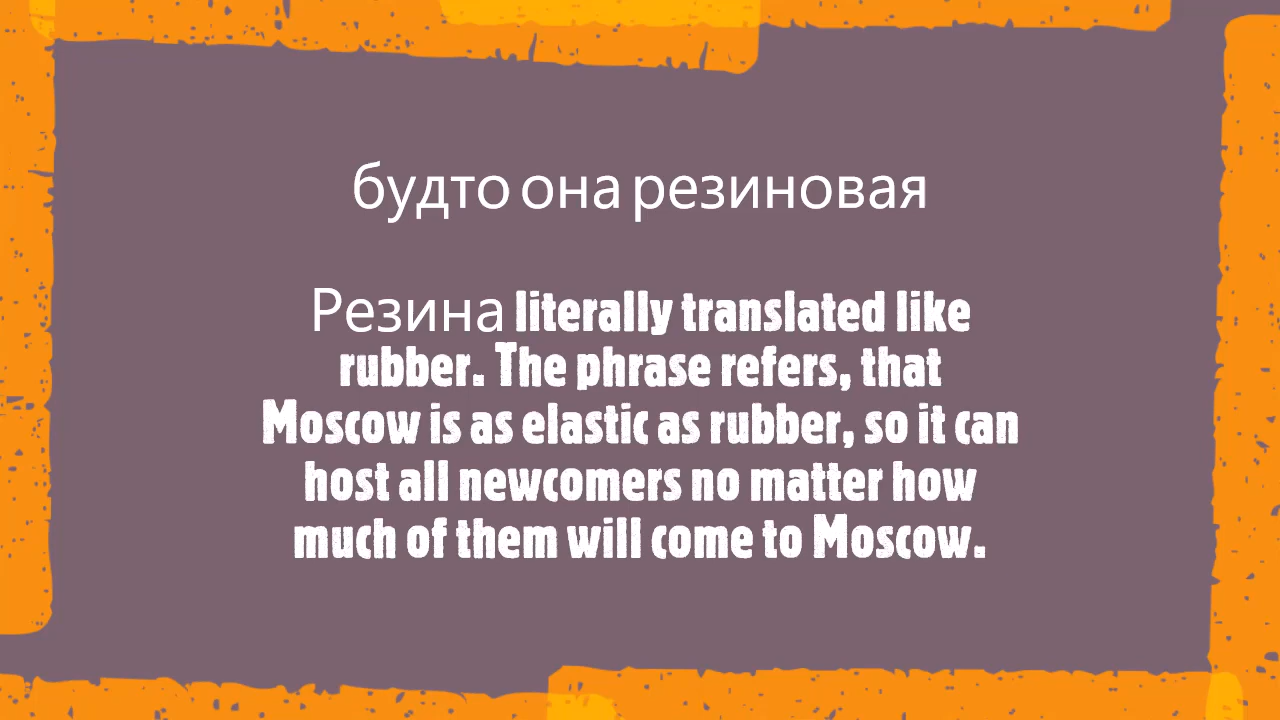 будто она резиновая
Резина literally translated like
rubber. The phrase refers, that
Moscow is as elastic as rubber, so it can
host all newcomers no matter how
much of them will come to Moscow.